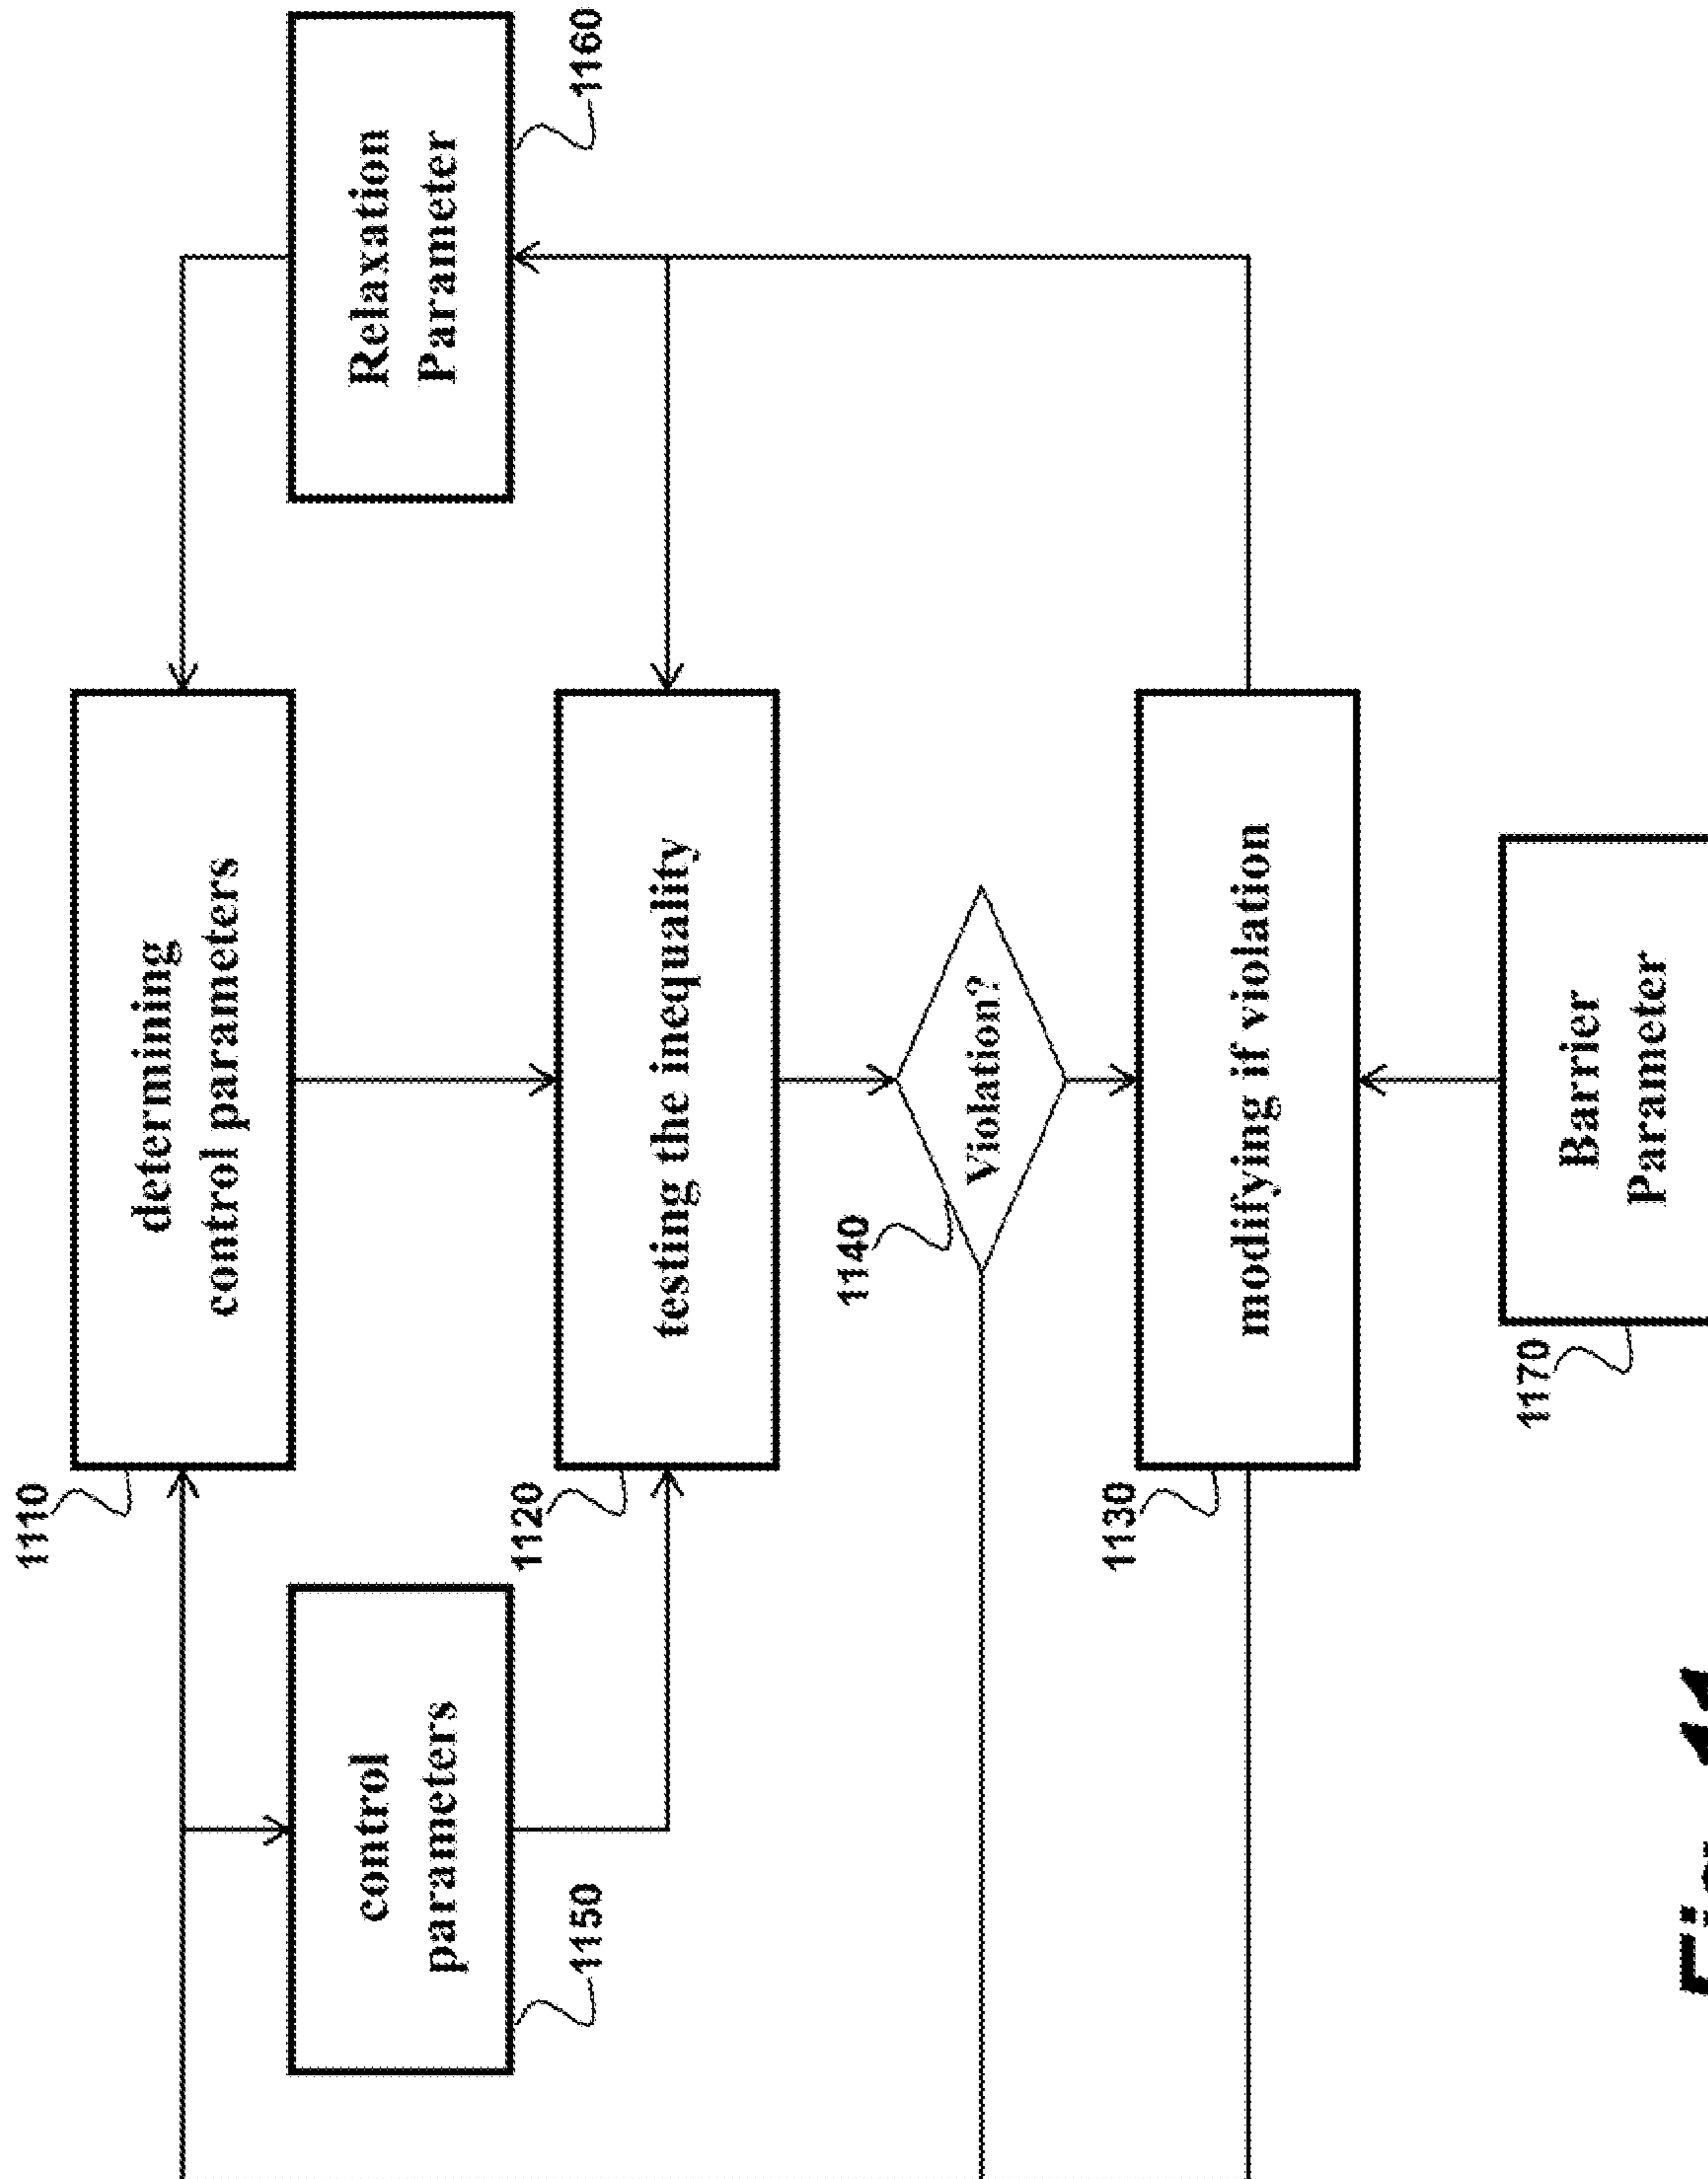 1110
determining
control parameters
control
parameters
1150
Relaxation
Parameter
1160
1120
testing the inequality
1140
Violation?
1130
modifying if violation
1170
Barrier
Parameter